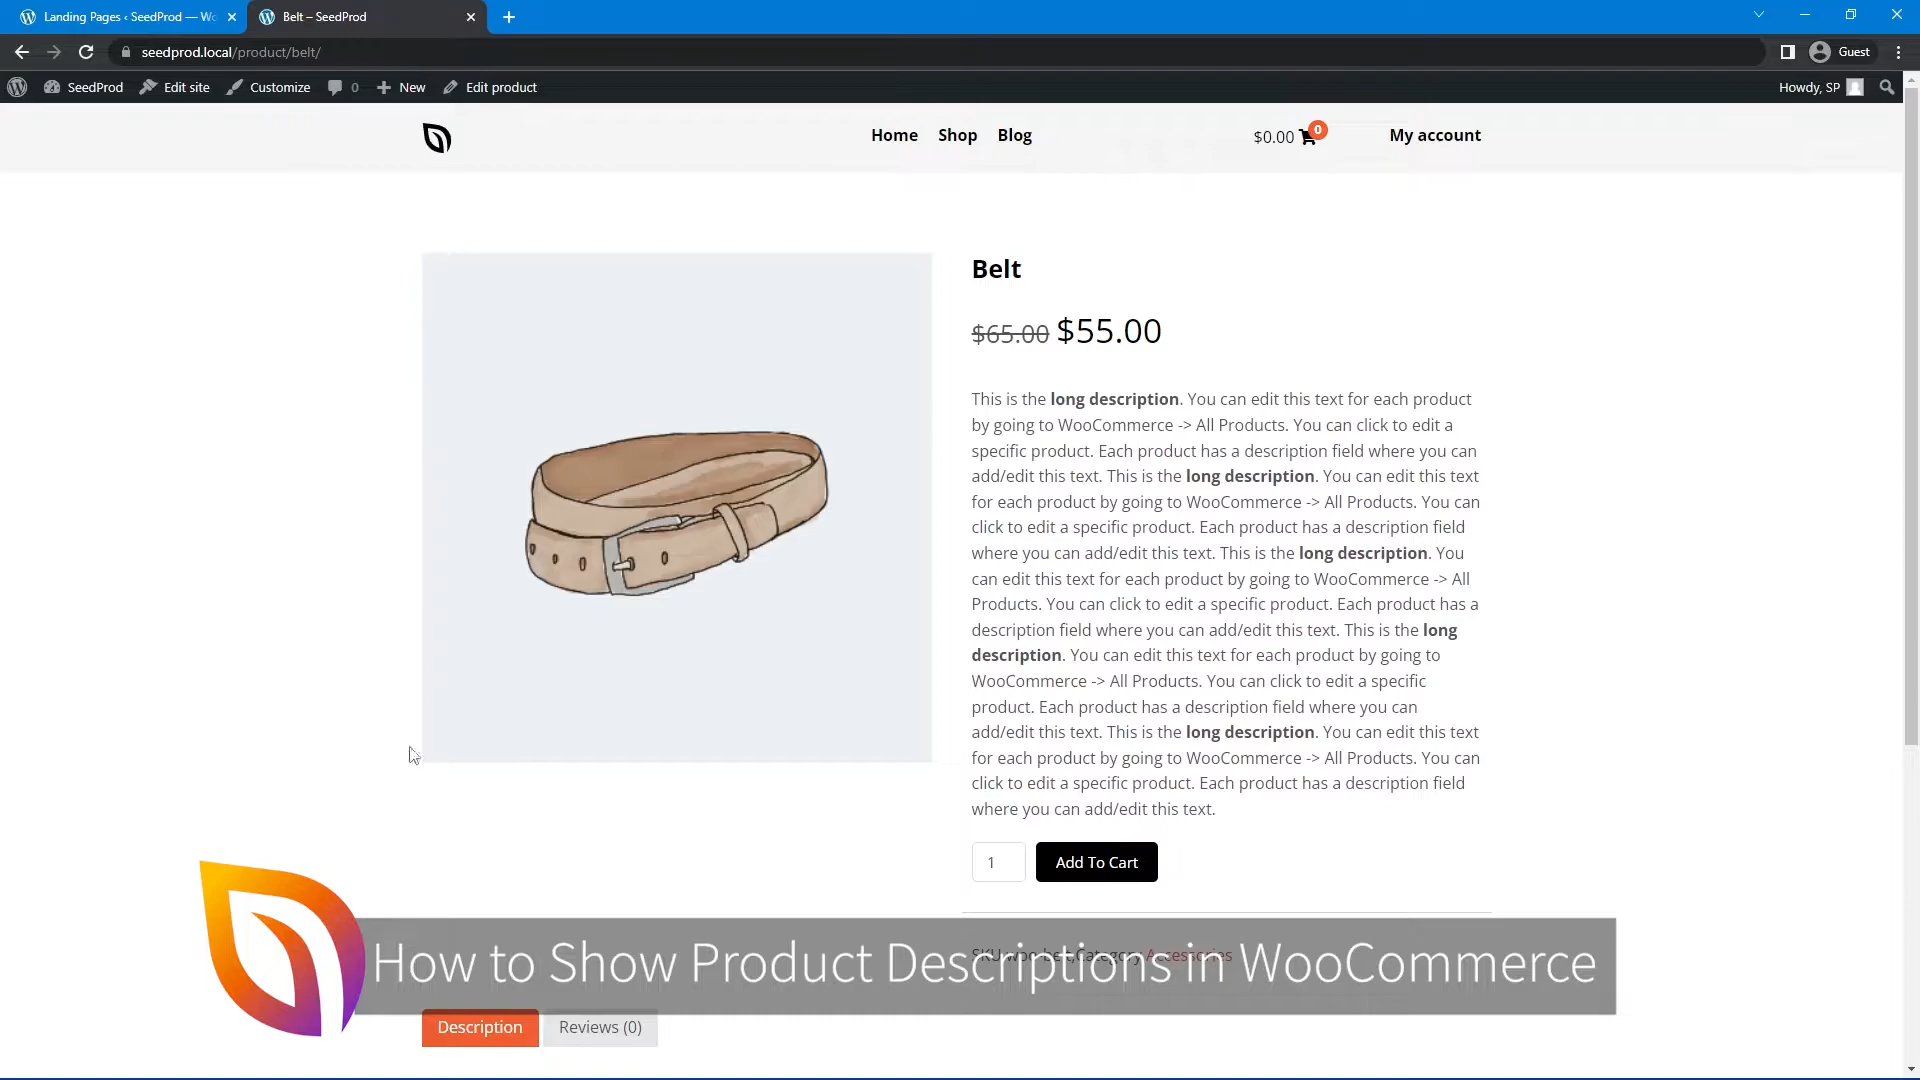 Landing Pages ‹ SeedProd — Wo
Belt – SeedProd
seedprod.local/product/belt/
Guest
SeedProd
Edit site
Customize
0
New
Edit product
Howdy, SP
Home
Shop
Blog
$0.00
0
My account
Belt
$65.00 $55.00
This is the long description. You can edit this text for each product
by going to WooCommerce -> All Products. You can click to edit a
specific product. Each product has a description field where you can
add/edit this text. This is the long description. You can edit this text
for each product by going to WooCommerce -> All Products. You can
click to edit a specific product. Each product has a description field
where you can add/edit this text. This is the long description. You
can edit this text for each product by going to WooCommerce -> All
Products. You can click to edit a specific product. Each product has a
description field where you can add/edit this text. This is the long
description. You can edit this text for each product by going to
WooCommerce -> All Products. You can click to edit a specific
product. Each product has a description field where you can
add/edit this text. This is the long description. You can edit this text
for each product by going to WooCommerce -> All Products. You can
click to edit a specific product. Each product has a description field
where you can add/edit this text.
1
Add To Cart
SKU woo-belt,Category Accessories
How to Show Product Descriptions in WooCommerce
Description
Reviews (0)